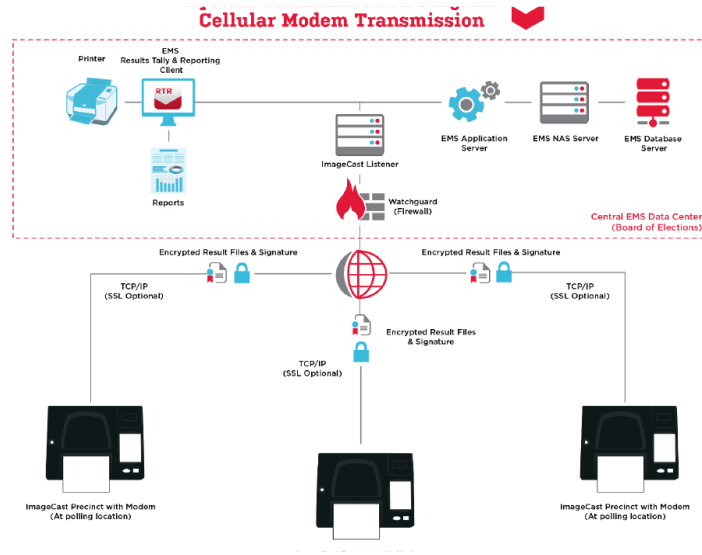 Cellular Modem Transmission
EMS
Results Tally & Reporting
Client
Printer
RTR
Reports
ImageCast Listener
EMS Application
Server
EMS NAS Server
EMS Database
Server
Watchguard
(Firewall)
Central EMS Data Center
(Board of Elections)
Encrypted Result Files & Signature
Encrypted Result Files & Signature
TCP/IP
(SSL Optional)
TCP/IP
(SSL Optional)
Encrypted Result Files
& Signature
TCP/IP
(SSL Optional)
ImageCast Precinct with Modem
(At polling location)
ImageCast Precinct with Modem
(At polling location)